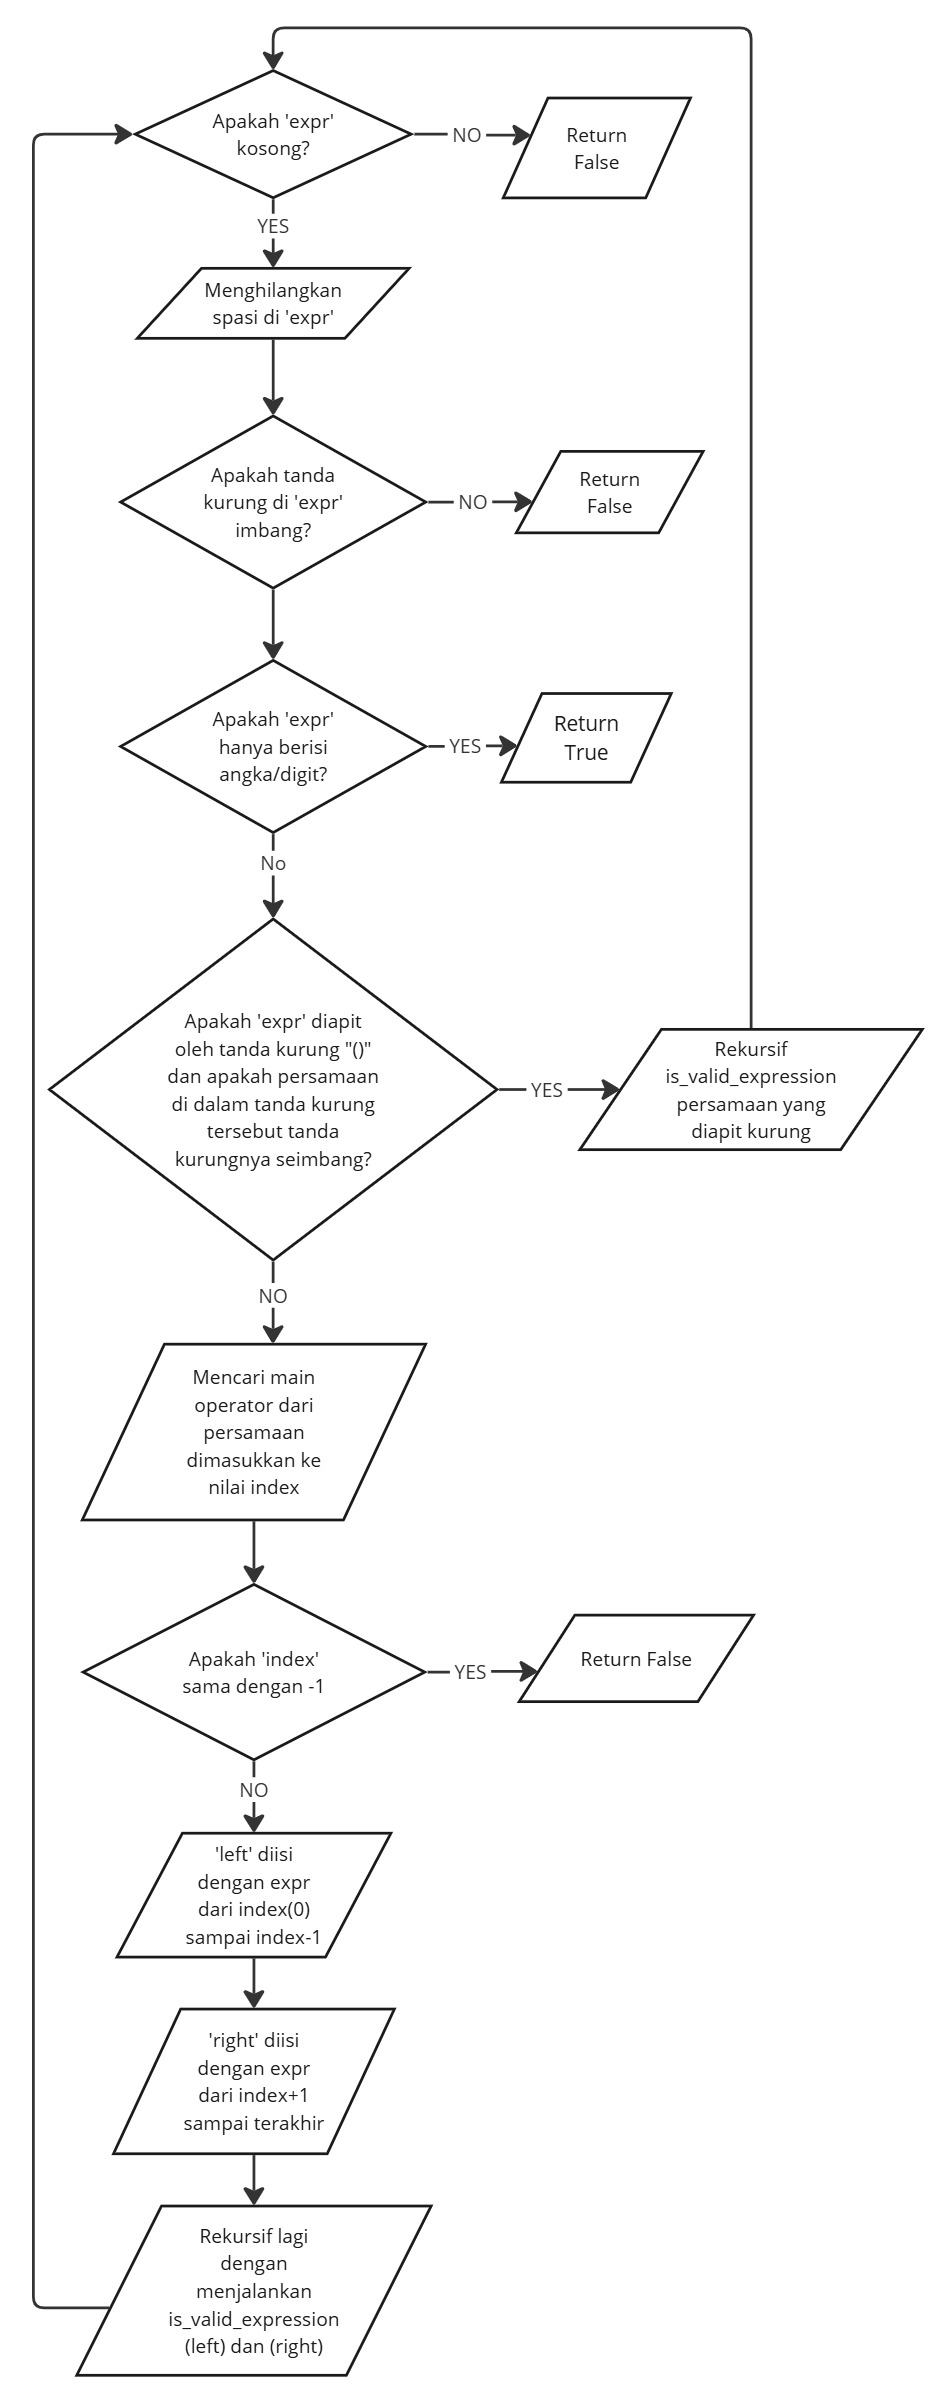 Apakah 'expr'
kosong?
NO
Return
False
YES
Menghilangkan
spasi di 'expr'
Apakah tanda
kurung di 'expr'
imbang?
NO
Return
False
Apakah 'expr'
hanya berisi
angka/digit?
YES
Return
True
No
Apakah 'expr' diapit
oleh tanda kurung "()"
dan apakah persamaan
di dalam tanda kurung
tersebut tanda
kurungnya seimbang?
YES
Rekursif
is_valid_expression
persamaan yang
diapit kurung
NO
Mencari main
operator dari
persamaan
dimasukkan ke
nilai index
Apakah 'index'
sama dengan -1
YES
Return False
NO
'left' diisi
dengan expr
dari index(0)
sampai index-1
'right' diisi
dengan expr
dari index+1
sampai terakhir
Rekursif lagi
dengan
menjalankan
is_valid_expression
(left) dan (right)